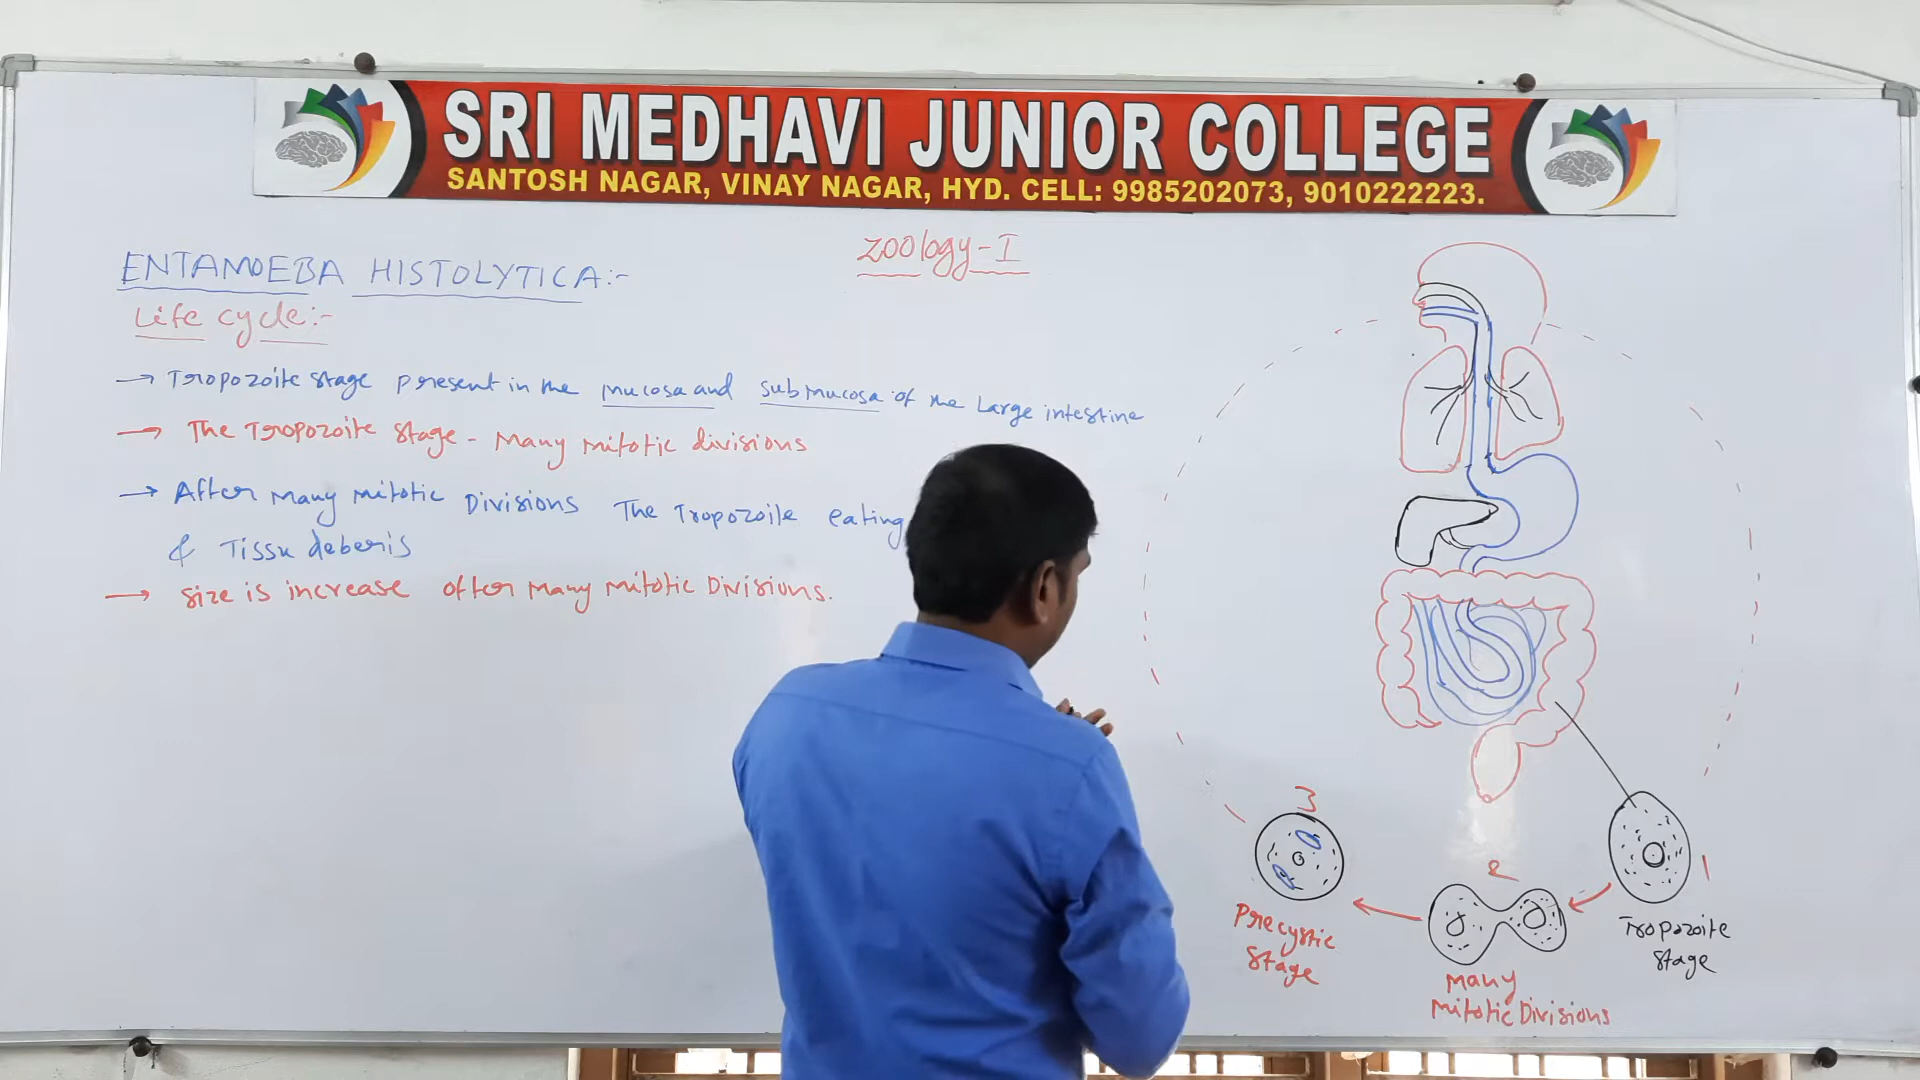 SRI MEDHAVI JUNIOR COLLEGE
SANTOSH NAGAR, VINAY NAGAR, HYD. CELL: 9985202073, 9010222223.
Zoology-I
ENTAMOEBA HISTOLYTICA:-
Life cycle:-
→ Tropozoite stage present in the mucosa and submucosa of the Large intestine
→ The Tropozoite stage - Many mitotic divisions
→ After Many mitotic Divisions The Tropozoite eating
& Tissu deberis
→ Size is increase after Many Mitotic Divisions.
3
Precystic
Stage
2
Many
Mitotic Divisions
1
Tropozoite
Stage